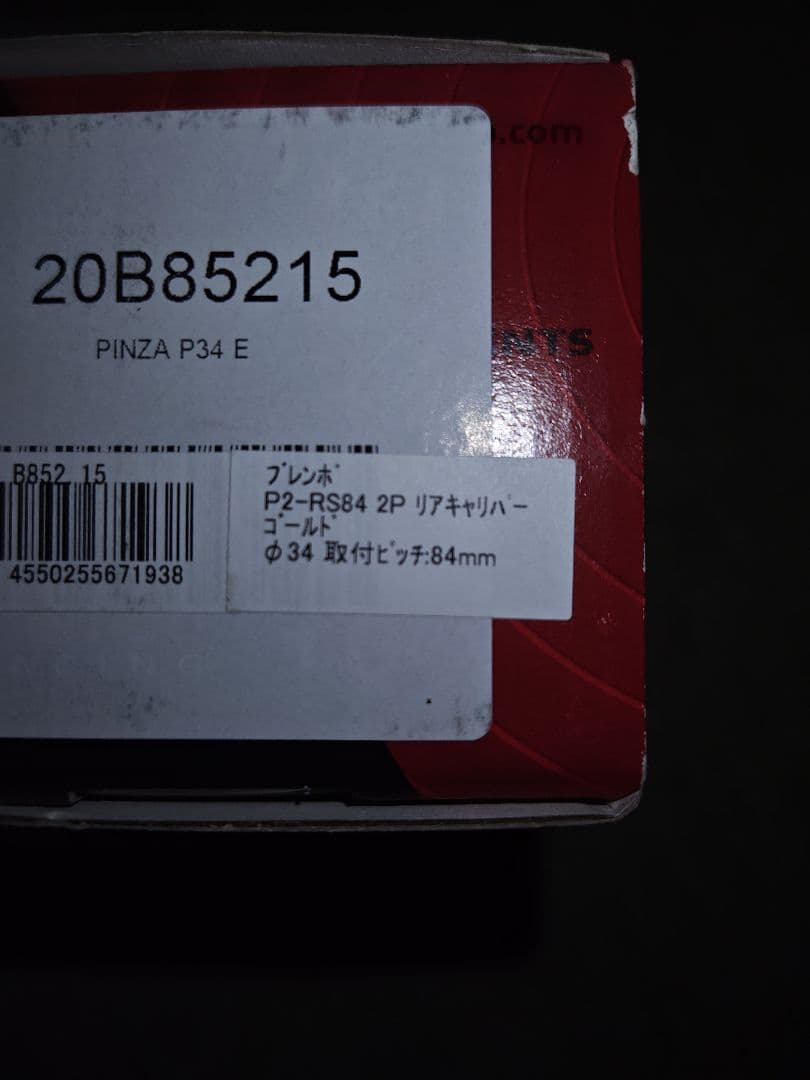 .com
20B85215
PINZA P34 E
NTS
B852 15
4550255671938
ﾌﾞﾚﾝﾎﾞ
P2-RS84 2P ﾘｱｷｬﾘﾊﾟｰ
ｺﾞｰﾙﾄﾞ
φ34 取付ﾋﾟｯﾁ:84mm